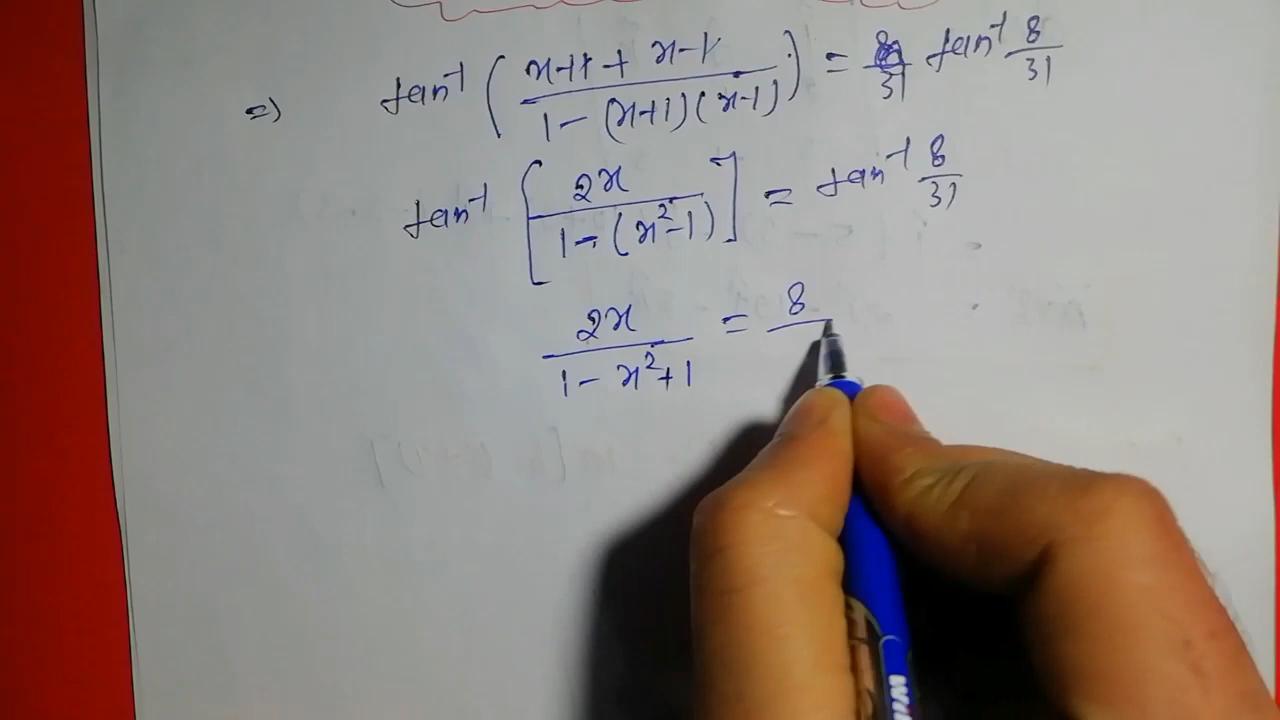 =) tan⁻¹ ( x+1 + x-1 / 1 - (x+1)(x-1) ) = /31 tan⁻¹ 8/31
tan⁻¹ [ 2x / 1 - (x²-1) ] = tan⁻¹ 8/31
2x / 1 - x² + 1 = 8/